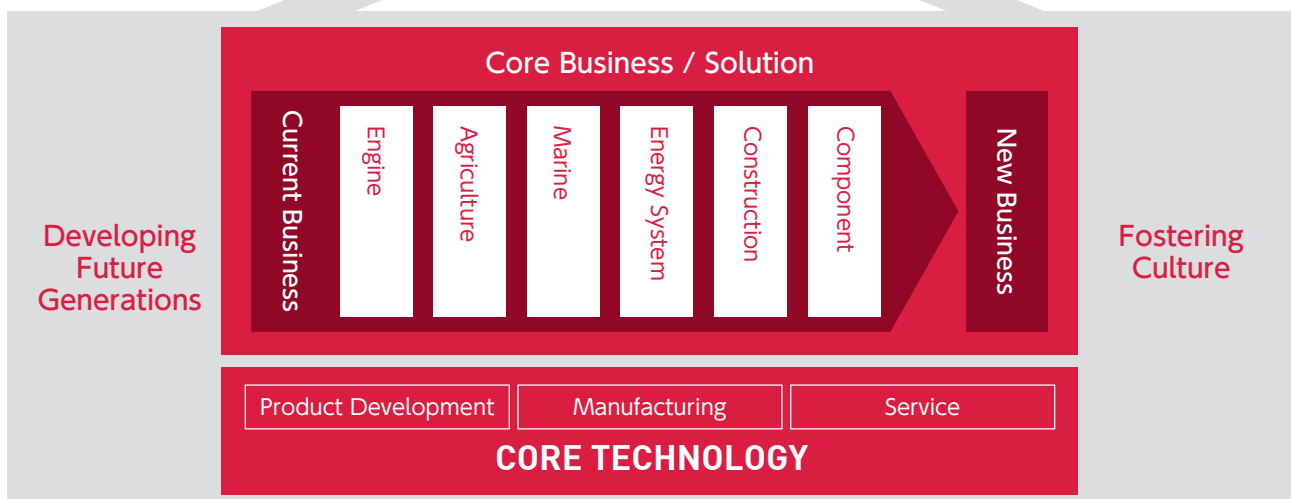 Core Business / Solution
Current Business
Engine
Agriculture
Marine
Energy System
Construction
Component
New Business
Developing
Future
Generations
Fostering
Culture
Product Development
Manufacturing
Service
CORE TECHNOLOGY